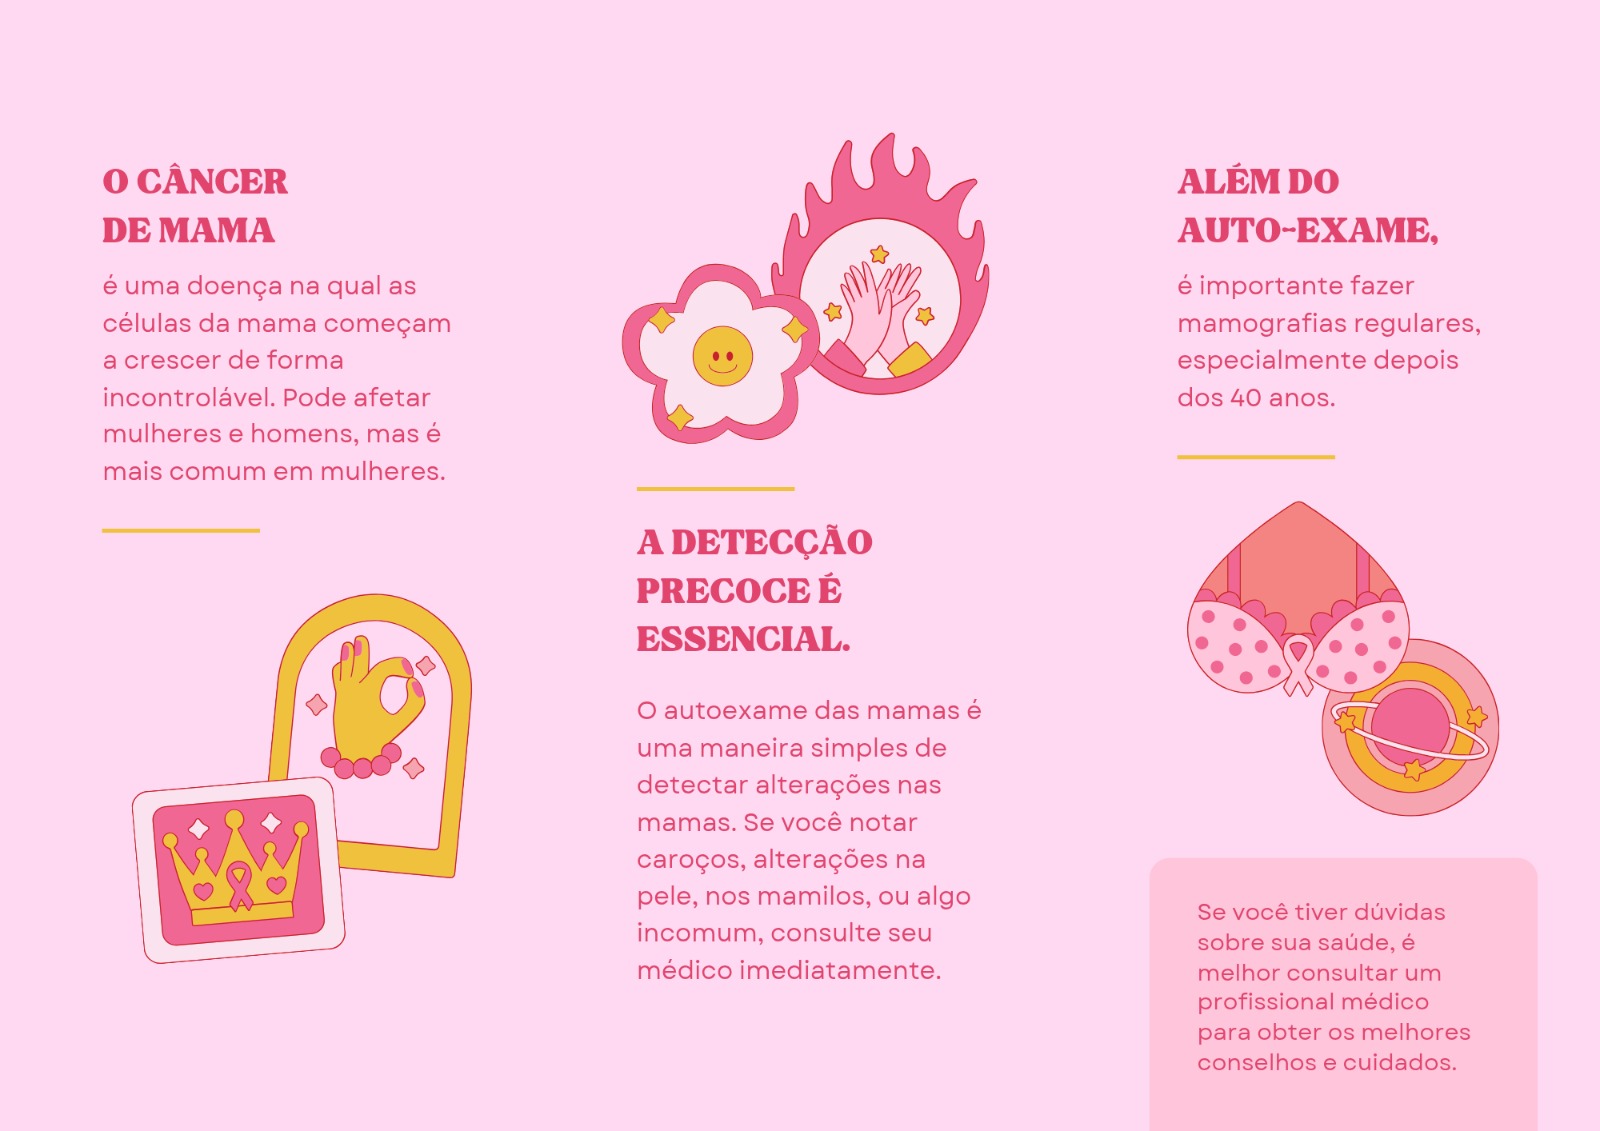 O CÂNCER
DE MAMA
é uma doença na qual as
células da mama começam
a crescer de forma
incontrolável. Pode afetar
mulheres e homens, mas é
mais comum em mulheres.
A DETECÇÃO
PRECOCE É
ESSENCIAL.
O autoexame das mamas é
uma maneira simples de
detectar alterações nas
mamas. Se você notar
caroços, alterações na
pele, nos mamilos, ou algo
incomum, consulte seu
médico imediatamente.
ALÉM DO
AUTO-EXAME,
é importante fazer
mamografias regulares,
especialmente depois
dos 40 anos.
Se você tiver dúvidas
sobre sua saúde, é
melhor consultar um
profissional médico
para obter os melhores
conselhos e cuidados.